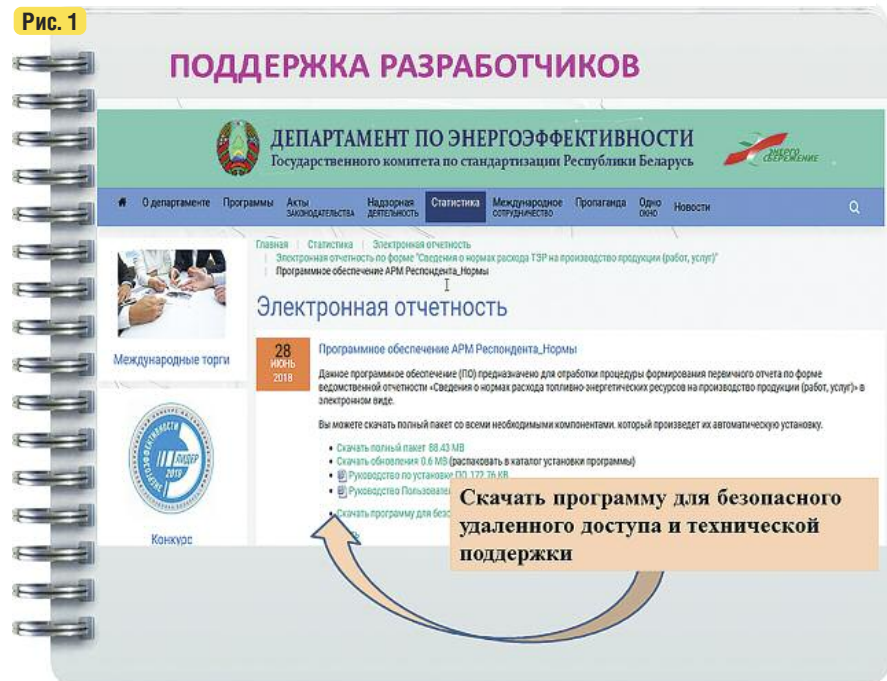 Рис. 1
ПОДДЕРЖКА РАЗРАБОТЧИКОВ
ДЕПАРТАМЕНТ ПО ЭНЕРГОЭФФЕКТИВНОСТИ
Государственного комитета по стандартизации Республики Беларусь
ЭНЕРГО
СБЕРЕЖЕНИЕ
О департаменте Программы Акты законодательства Надзорная деятельность Статистика Международное сотрудничество Пропаганда Одно окно Новости
Главная | Статистика | Электронная отчетность
| Электронная отчетность по форме "Сведения о нормах расхода ТЭР на производство продукции (работ, услуг)"
| Программное обеспечение АРМ Респондента_Нормы
Электронная отчетность
Международные торги
28
ИЮНЬ
2018
Программное обеспечение АРМ Респондента_Нормы
Данное программное обеспечение (ПО) предназначено для отработки процедуры формирования первичного отчета по форме
ведомственной отчетности «Сведения о нормах расхода топливно-энергетических ресурсов на производство продукции (работ, услуг)» в
электронном виде.
Вы можете скачать полный пакет со всеми необходимыми компонентами. который произведет их автоматическую установку.
• Скачать полный пакет 88.43 MB
• Скачать обновления 0.6 MB (распаковать в каталог установки программы)
• Руководство по установке ПО 172.76 KB
• Руководство
• Скачать программу для
Скачать программу для безопасного
удаленного доступа и технической
поддержки
ЛИДЕР
2019
Конкурс